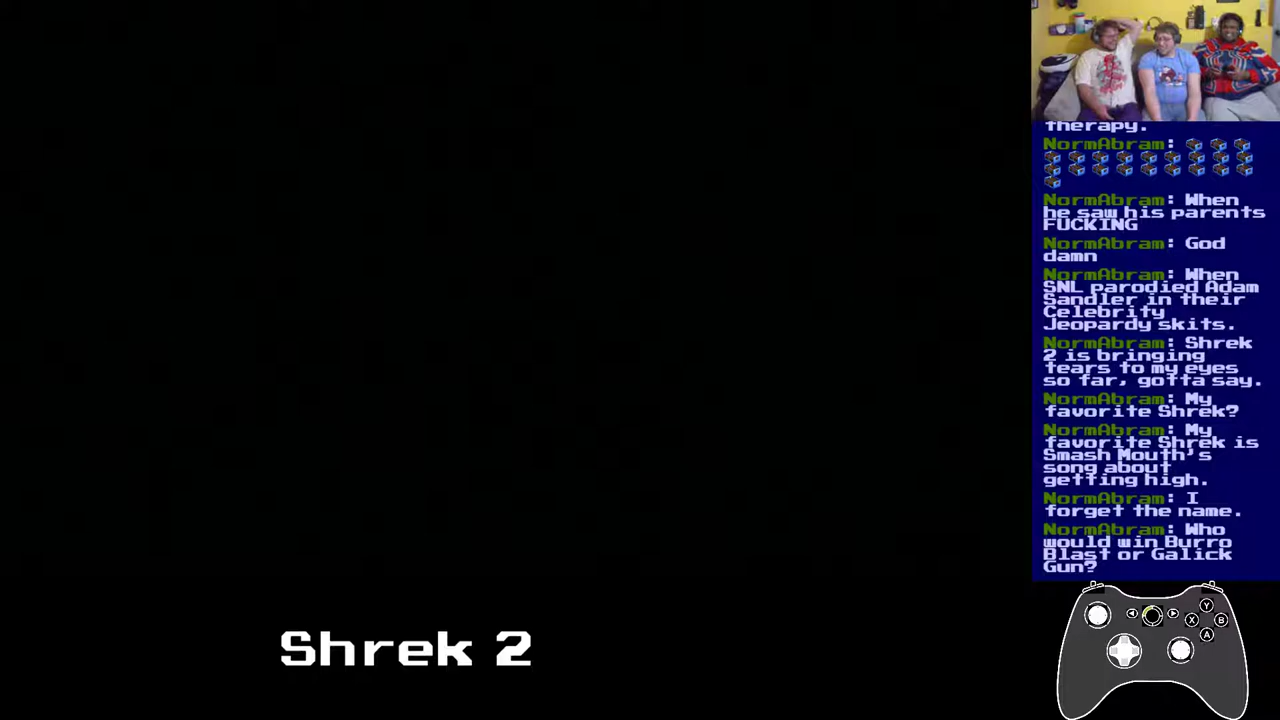 therapy.
NormAbram:
NormAbram: When
he saw his parents
FUCKING
NormAbram: God
damn
NormAbram: When
SNL parodied Adam
Sandler in their
Celebrity
Jeopardy skits.
NormAbram: Shrek
2 is bringing
tears to my eyes
so far, gotta say.
NormAbram: My
favorite Shrek?
NormAbram: My
favorite Shrek is
Smash Mouth's
song about
getting high.
NormAbram: I
forget the name.
NormAbram: Who
would win Burro
Blast or Galick
Gun?
Shrek 2
Y
X
B
A